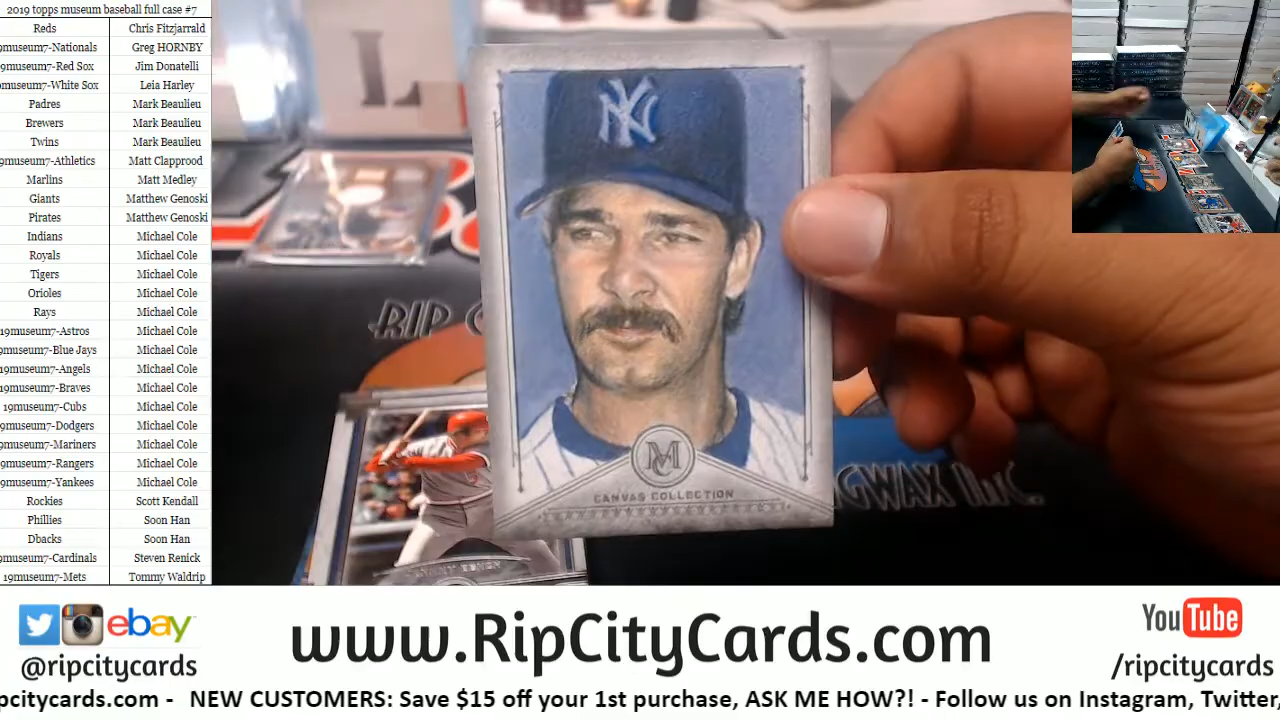 2019 topps museum baseball full case #7
Reds Chris Fitzjarrald
9museum7-Nationals Greg HORNBY
9museum7-Red Sox Jim Donatelli
9museum7-White Sox Leia Harley
Padres Mark Beaulieu
Brewers Mark Beaulieu
Twins Mark Beaulieu
19museum7-Athletics Matt Clapprood
Marlins Matt Medley
Giants Matthew Genoski
Pirates Matthew Genoski
Indians Michael Cole
Royals Michael Cole
Tigers Michael Cole
Orioles Michael Cole
Rays Michael Cole
19museum7-Astros Michael Cole
9museum7-Blue Jays Michael Cole
19museum7-Angels Michael Cole
19museum7-Braves Michael Cole
19museum7-Cubs Michael Cole
9museum7-Dodgers Michael Cole
9museum7-Mariners Michael Cole
9museum7-Rangers Michael Cole
9museum7-Yankees Michael Cole
Rockies Scott Kendall
Phillies Soon Han
Dbacks Soon Han
9museum7-Cardinals Steven Renick
19museum7-Mets Tommy Waldrip
L
NY
RIP C
MC
CANVAS COLLECTION
GWAX INC.
ebay
@ripcitycards
www.RipCityCards.com
YouTube
/ripcitycards
pcitycards.com - NEW CUSTOMERS: Save $15 off your 1st purchase, ASK ME HOW?! - Follow us on Instagram, Twitter,